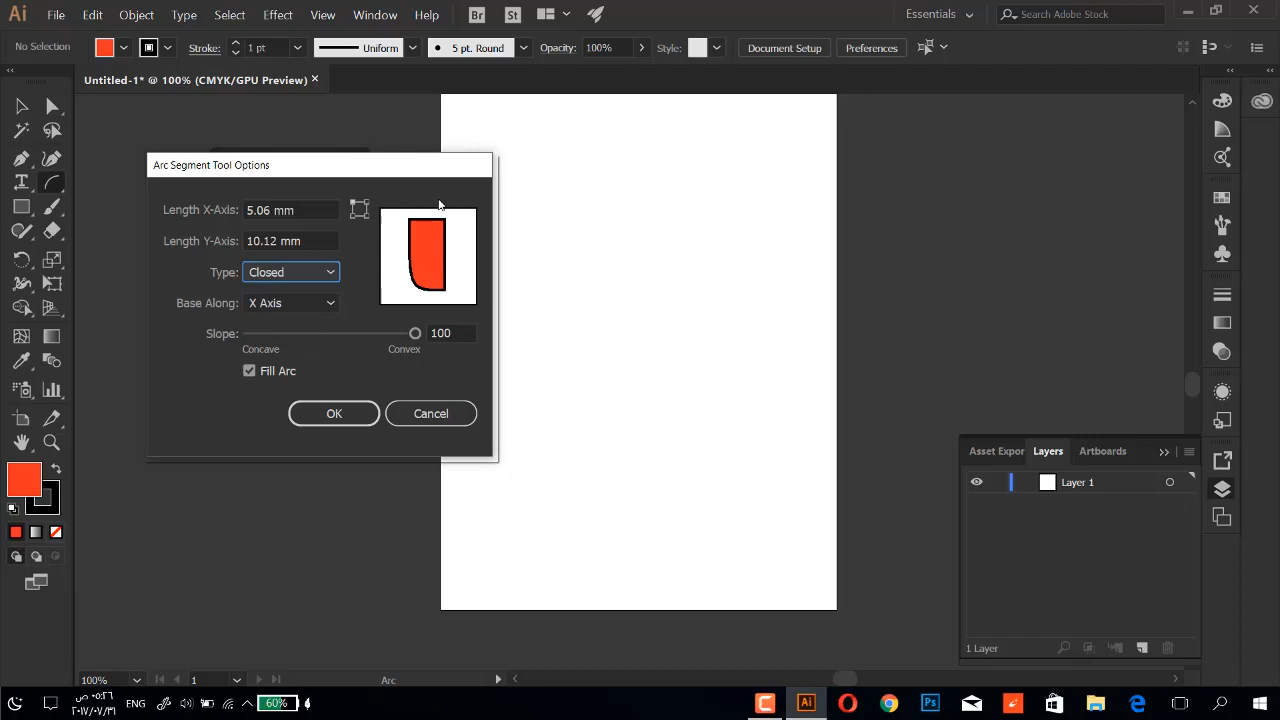 Ai File Edit Object Type Select Effect View Window Help Br St Essentials Search Adobe Stock
No Selection Stroke: 1 pt Uniform 5 pt. Round Opacity: 100% Style: Document Setup Preferences
Untitled-1* @ 100% (CMYK/GPU Preview)
Arc Segment Tool Options
Length X-Axis: 5.06 mm
Length Y-Axis: 10.12 mm
Type: Closed
Base Along: X Axis
Slope: 100
Concave Convex
Fill Arc
OK Cancel
Asset Expor Layers Artboards
Layer 1
1 Layer
100% 1 Arc
ENG 60% Ai Ps